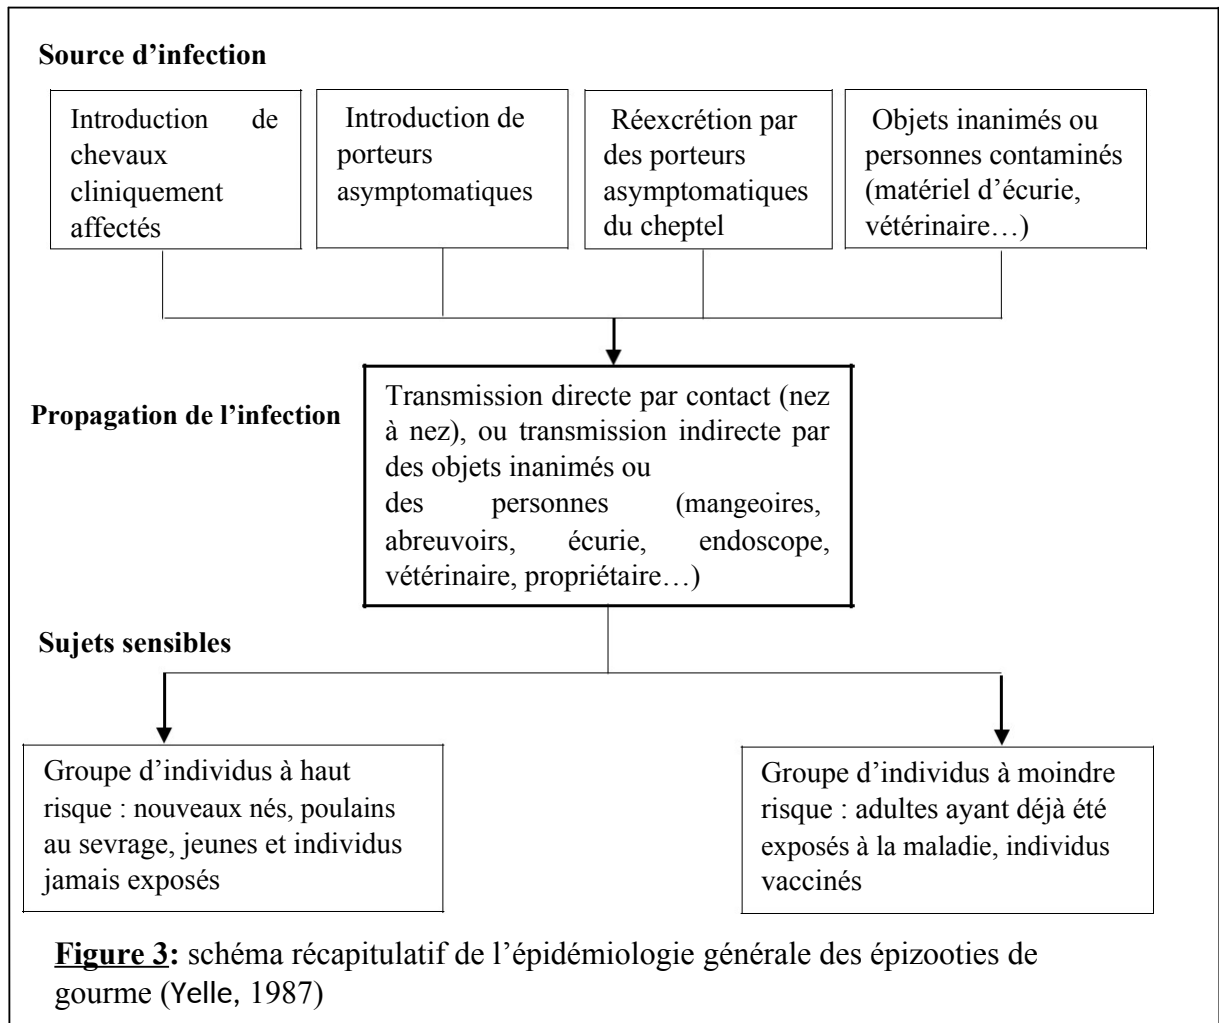 Source d’infection
Introduction de
chevaux
cliniquement
affectés
Introduction de
porteurs
asymptomatiques
Réexcrétion par
des porteurs
asymptomatiques
du cheptel
Objets inanimés ou
personnes contaminés
(matériel d’écurie,
vétérinaire…)
Propagation de l’infection
Transmission directe par contact (nez
à nez), ou transmission indirecte par
des objets inanimés ou
des personnes (mangeoires,
abreuvoirs, écurie, endoscope,
vétérinaire, propriétaire…)
Sujets sensibles
Groupe d’individus à haut
risque : nouveaux nés, poulains
au sevrage, jeunes et individus
jamais exposés
Groupe d’individus à moindre
risque : adultes ayant déjà été
exposés à la maladie, individus
vaccinés
Figure 3: schéma récapitulatif de l’épidémiologie générale des épizooties de
gourme (Yelle, 1987)